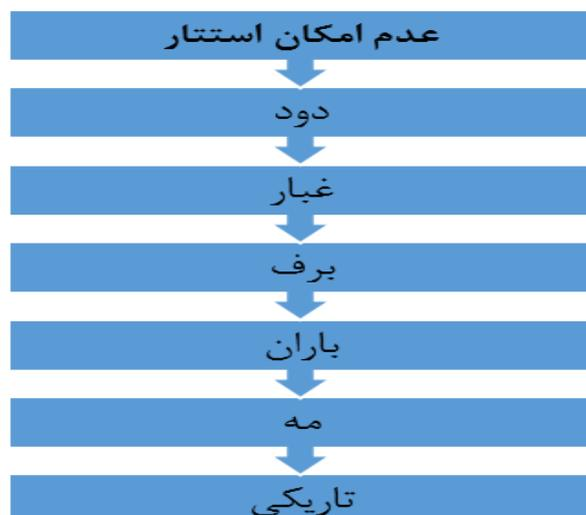 عدم امکان استتار
دود
غبار
برف
باران
مه
تاریکی